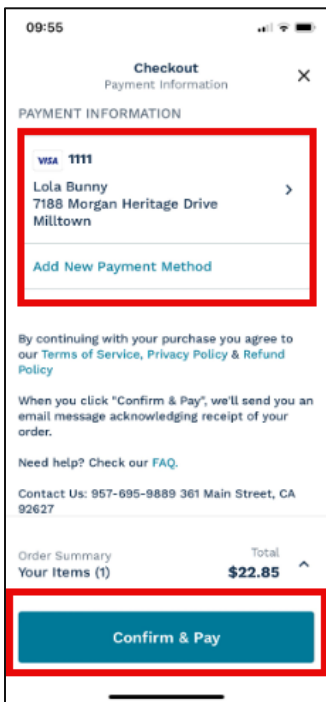 09:55
Checkout
Payment Information
PAYMENT INFORMATION
VISA 1111
Lola Bunny
7188 Morgan Heritage Drive
Milltown
Add New Payment Method
By continuing with your purchase you agree to
our Terms of Service, Privacy Policy & Refund
Policy
When you click "Confirm & Pay", we'll send you an
email message acknowledging receipt of your
order.
Need help? Check our FAQ.
Contact Us: 957-695-9889 361 Main Street, CA
92627
Order Summary
Total
Your Items (1)
$22.85
Confirm & Pay